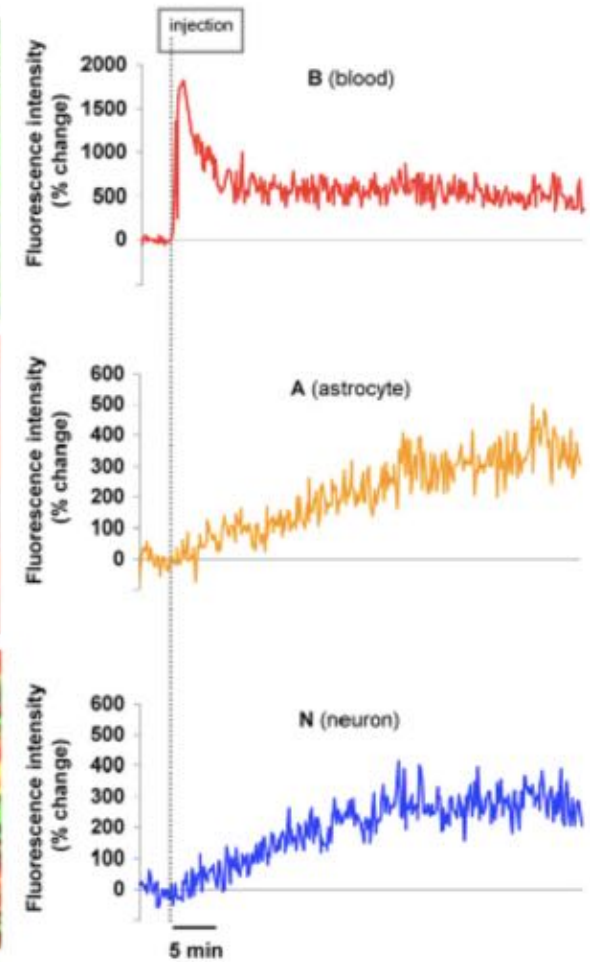 injection
Fluorescence intensity
(% change)
2000
1500
1000
500
0
B (blood)
Fluorescence intensity
(% change)
600
500
400
300
200
100
0
A (astrocyte)
Fluorescence intensity
(% change)
600
500
400
300
200
100
0
N (neuron)
5 min